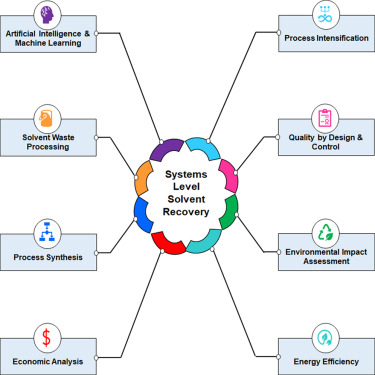 Artificial Intelligence &
Machine Learning
Process Intensification
Solvent Waste
Processing
Quality by Design &
Control
Systems
Level
Solvent
Recovery
Process Synthesis
Environmental Impact
Assessment
$
Economic Analysis
Energy Efficiency